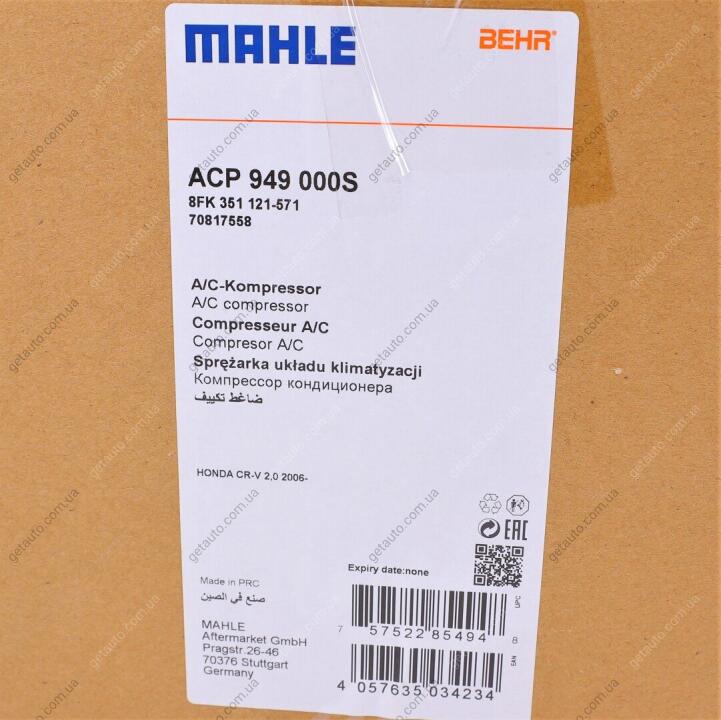 MAHLE
BEHR
ACP 949 000S
8FK 351 121-571
70817558
A/C-Kompressor
A/C compressor
Compresseur A/C
Compresor A/C
Sprężarka układu klimatyzacji
Компрессор кондиционера
ضاغط تكييف
HONDA CR-V 2,0 2006-
EAC
Expiry date:none
Made in PRC
صنع في الصين
MAHLE
Aftermarket GmbH
Pragstr.26-46
70376 Stuttgart
Germany
UPC
7 57522 85494 8
EAN
4 057635 034234
getauto.com.ua